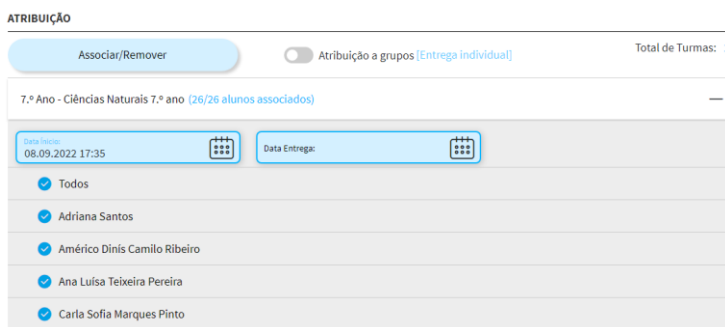 ATRIBUIÇÃO
Associar/Remover
Atribuição a grupos [Entrega individual]
Total de Turmas:
7.º Ano - Ciências Naturais 7.º ano (26/26 alunos associados)
Data Início:
08.09.2022 17:35
Data Entrega:
Todos
Adriana Santos
Américo Dinís Camilo Ribeiro
Ana Luísa Teixeira Pereira
Carla Sofia Marques Pinto